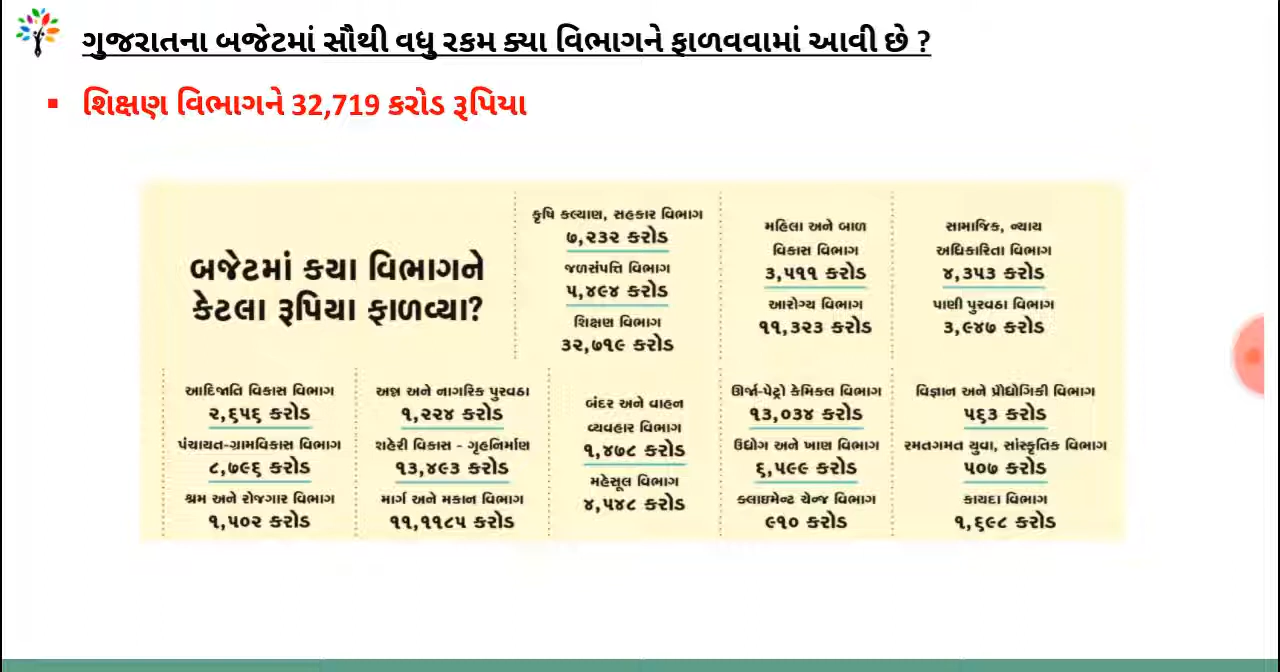 ગુજરાતના બજેટમાં સૌથી વધુ રકમ ક્યા વિભાગને ફાળવવામાં આવી છે ?
▪ શિક્ષણ વિભાગને 32,719 કરોડ રૂપિયા
બજેટમાં કયા વિભાગને
કેટલા રૂપિયા ફાળવ્યા?
કૃષિ કલ્યાણ, સહકાર વિભાગ
૭,૨૩૨ કરોડ
જળસંપત્તિ વિભાગ
૫,૪૯૪ કરોડ
શિક્ષણ વિભાગ
૩૨,૭૧૯ કરોડ
મહિલા અને બાળ
વિકાસ વિભાગ
૩,૫૧૧ કરોડ
આરોગ્ય વિભાગ
૧૧,૩૨૩ કરોડ
સામાજિક, ન્યાય
અધિકારિતા વિભાગ
૪,૩૫૩ કરોડ
પાણી પુરવઠા વિભાગ
૩,૯૪૭ કરોડ
આદિજાતિ વિકાસ વિભાગ
૨,૬૫૬ કરોડ
પંચાયત-ગ્રામવિકાસ વિભાગ
૮,૭૯૬ કરોડ
શ્રમ અને રોજગાર વિભાગ
૧,૫૦૨ કરોડ
અન્ન અને નાગરિક પુરવઠા
૧,૨૨૪ કરોડ
શહેરી વિકાસ - ગૃહનિર્માણ
૧૩,૪૯૩ કરોડ
માર્ગ અને મકાન વિભાગ
૧૧,૧૧૮૫ કરોડ
બંદર અને વાહન
વ્યવહાર વિભાગ
૧,૪૭૮ કરોડ
મહેસૂલ વિભાગ
૪,૫૪૮ કરોડ
ઊર્જા-પેટ્રો કેમિકલ વિભાગ
૧૩,૦૩૪ કરોડ
ઉદ્યોગ અને ખાણ વિભાગ
૬,૫૯૯ કરોડ
ક્લાઇમેન્ટ ચેન્જ વિભાગ
૯૧૦ કરોડ
વિજ્ઞાન અને પ્રૌદ્યોગિકી વિભાગ
૫૬૩ કરોડ
રમતગમત યુવા, સાંસ્કૃતિક વિભાગ
૫૦૭ કરોડ
કાયદા વિભાગ
૧,૬૯૮ કરોડ